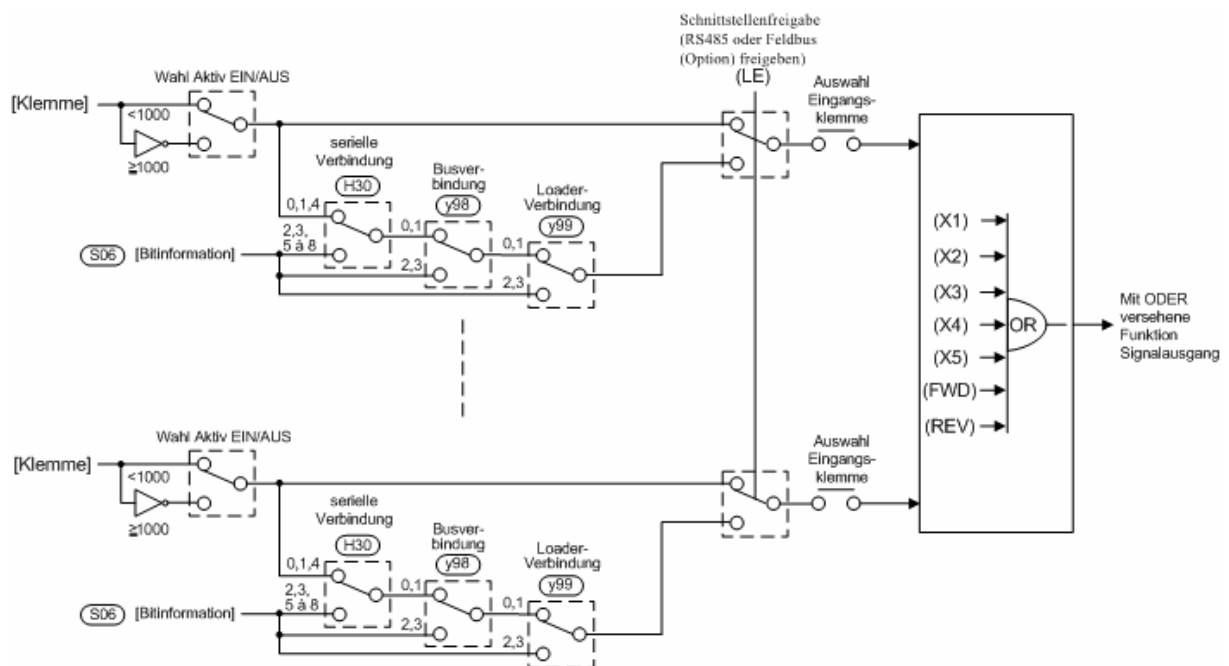 Schnittstellenfreigabe
(RS485 oder Feldbus
(Option) freigeben)
(LE)
Wahl Aktiv EIN/AUS
Auswahl
Eingangs-
klemme
[Klemme]
<1000
≧1000
serielle
Verbindung
H30
Busver-
bindung
y98
Loader-
Verbindung
y99
0,1,4
2,3,
5 à 8
0,1
0,1
S06 [Bitinformation]
2,3
2,3
(X1)
(X2)
(X3)
(X4)
(X5)
(FWD)
(REV)
OR
Mit ODER
versehene
Funktion
Signalausgang
Wahl Aktiv EIN/AUS
Auswahl
Eingangs-
klemme
[Klemme]
<1000
≧1000
serielle
Verbindung
H30
Busver-
bindung
y98
Loader-
Verbindung
y99
0,1,4
2,3,
5 à 8
0,1
0,1
S06 [Bitinformation]
2,3
2,3